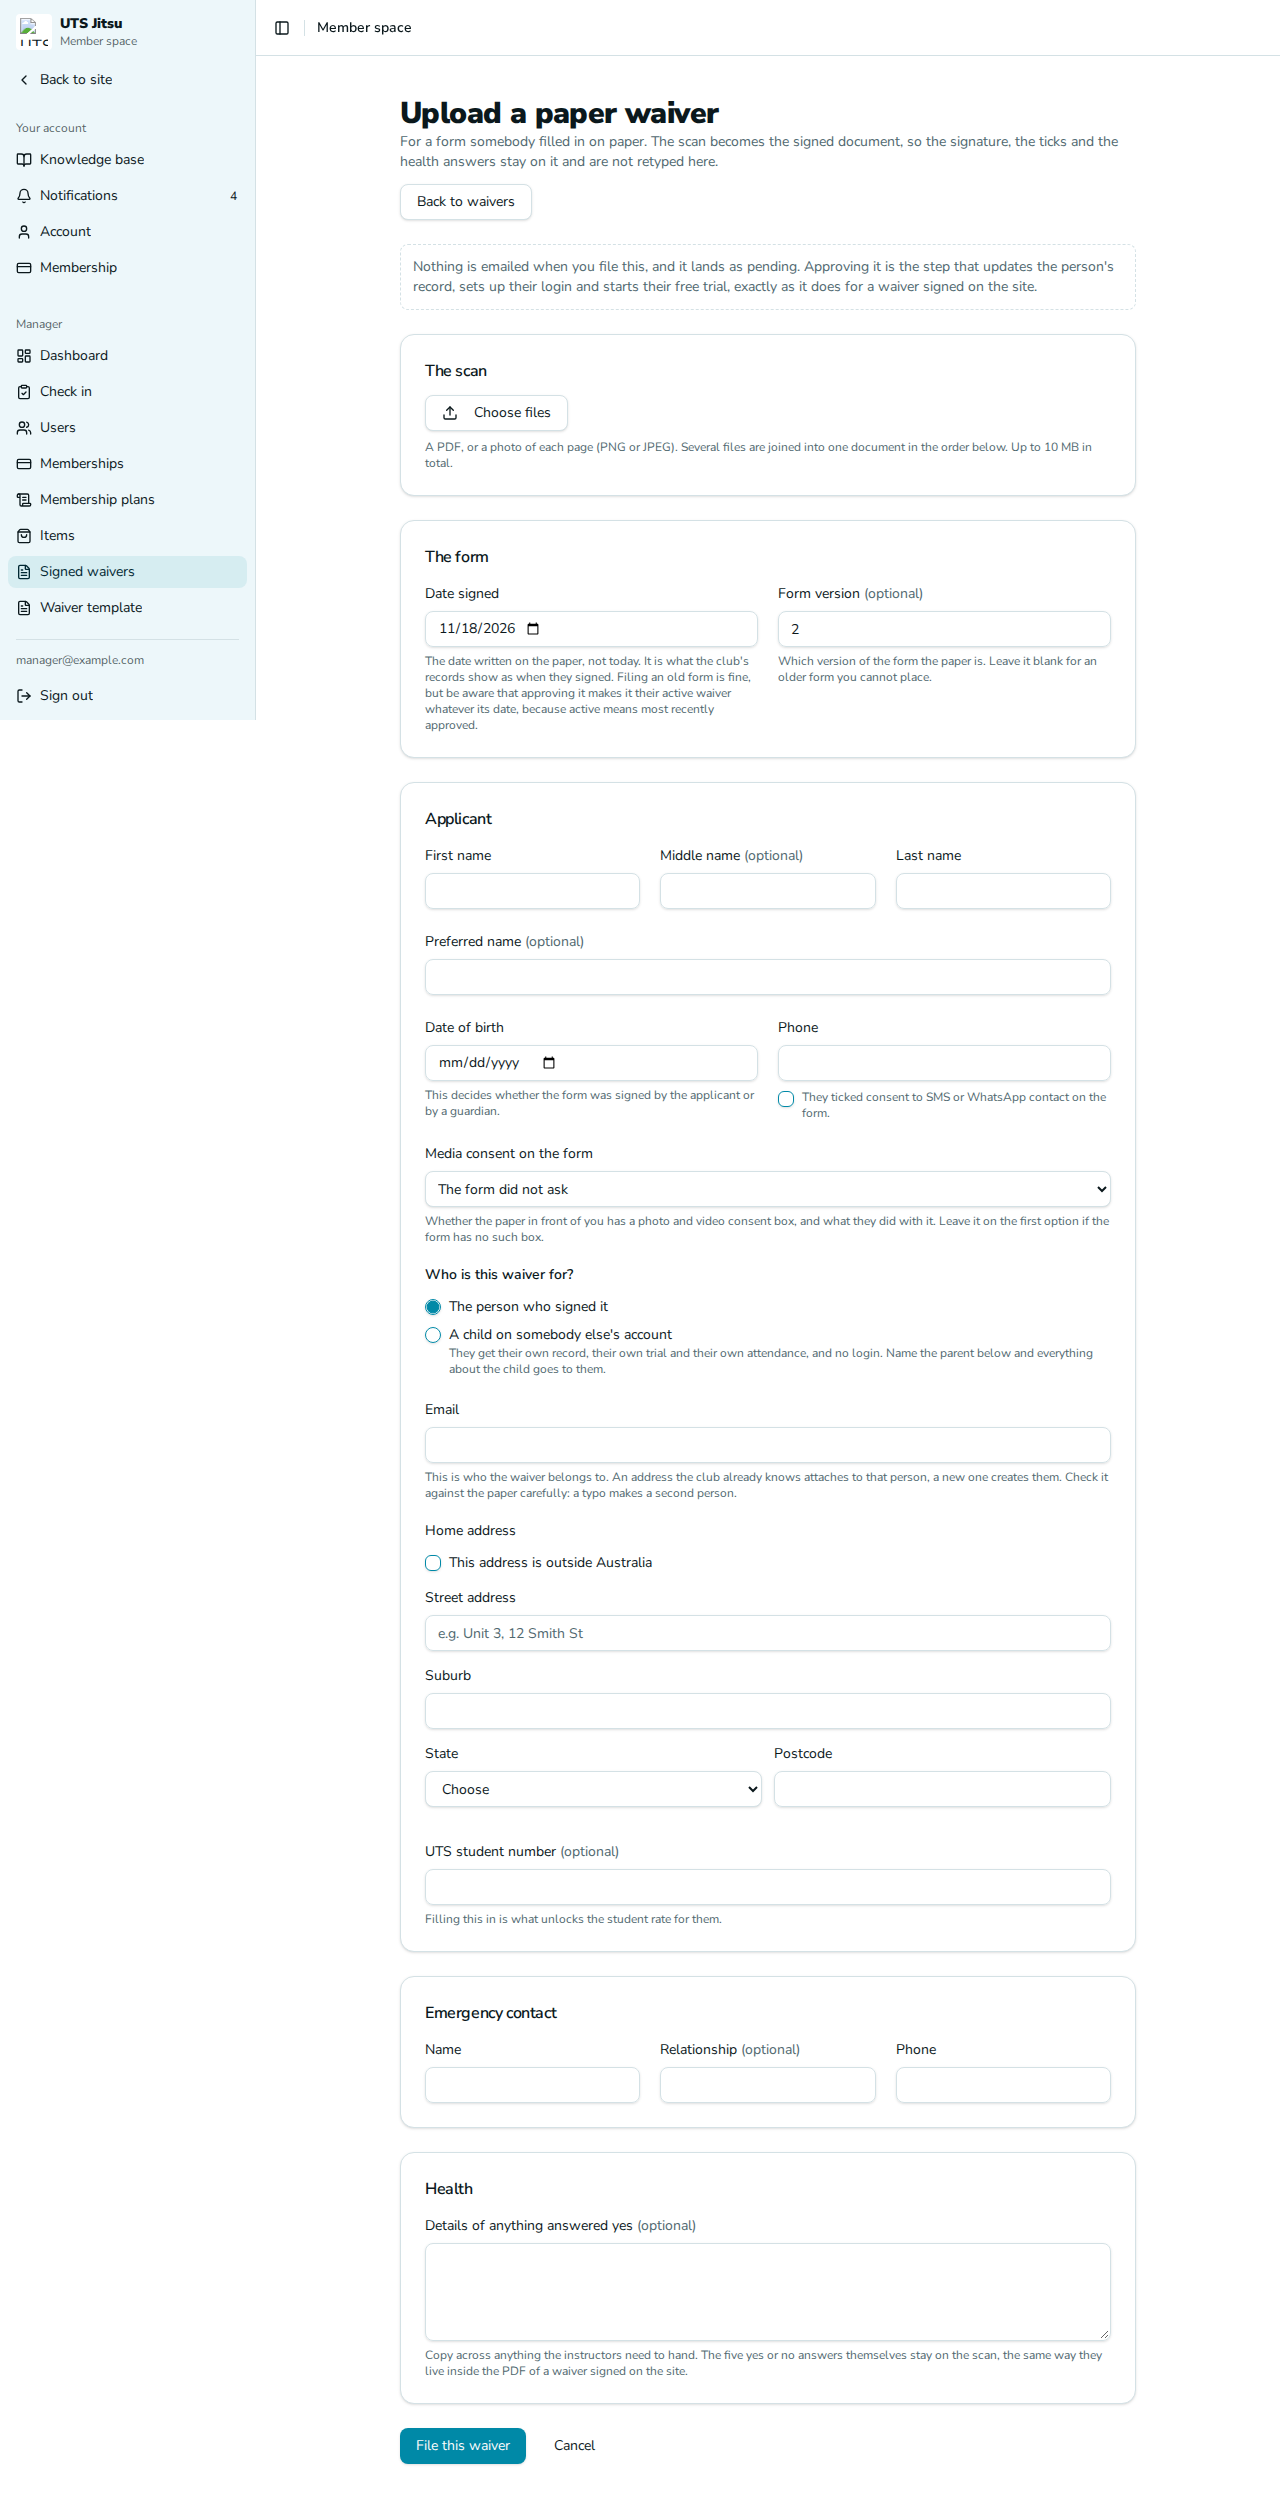 UTS Jitsu
Member space
Back to site
Your account
Knowledge base
Notifications 4
Account
Membership
Manager
Dashboard
Check in
Users
Memberships
Membership plans
Items
Signed waivers
Waiver template
manager@example.com
Sign out
Member space
Upload a paper waiver
For a form somebody filled in on paper. The scan becomes the signed document, so the signature, the ticks and the
health answers stay on it and are not retyped here.
Back to waivers
Nothing is emailed when you file this, and it lands as pending. Approving it is the step that updates the person's
record, sets up their login and starts their free trial, exactly as it does for a waiver signed on the site.
The scan
Choose files
A PDF, or a photo of each page (PNG or JPEG). Several files are joined into one document in the order below. Up to 10 MB in
total.
The form
Date signed
11/18/2026
The date written on the paper, not today. It is what the club's
records show as when they signed. Filing an old form is fine,
but be aware that approving it makes it their active waiver
whatever its date, because active means most recently
approved.
Form version (optional)
2
Which version of the form the paper is. Leave it blank for an
older form you cannot place.
Applicant
First name
Middle name (optional)
Last name
Preferred name (optional)
Date of birth
mm/dd/yyyy
This decides whether the form was signed by the applicant or
by a guardian.
Phone
They ticked consent to SMS or WhatsApp contact on the
form.
Media consent on the form
The form did not ask
Whether the paper in front of you has a photo and video consent box, and what they did with it. Leave it on the first option if the
form has no such box.
Who is this waiver for?
The person who signed it
A child on somebody else's account
They get their own record, their own trial and their own attendance, and no login. Name the parent below and everything
about the child goes to them.
Email
This is who the waiver belongs to. An address the club already knows attaches to that person, a new one creates them. Check it
against the paper carefully: a typo makes a second person.
Home address
This address is outside Australia
Street address
e.g. Unit 3, 12 Smith St
Suburb
State
Choose
Postcode
UTS student number (optional)
Filling this in is what unlocks the student rate for them.
Emergency contact
Name
Relationship (optional)
Phone
Health
Details of anything answered yes (optional)
Copy across anything the instructors need to hand. The five yes or no answers themselves stay on the scan, the same way they
live inside the PDF of a waiver signed on the site.
File this waiver
Cancel